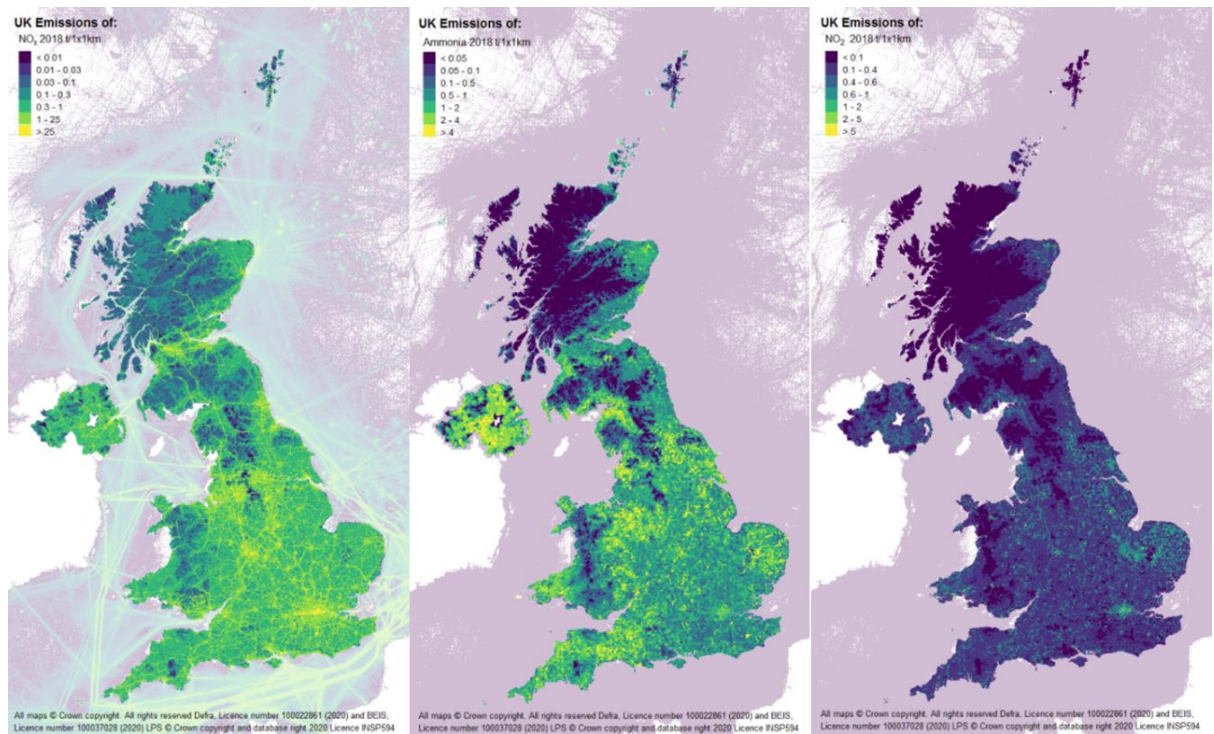 UK Emissions of:
NOx 2018 t/1x1km
< 0.01
0.01 - 0.03
0.03 - 0.1
0.1 - 0.3
0.3 - 1
1 - 25
> 25
All maps © Crown copyright. All rights reserved Defra, Licence number 100022861 (2020) and BEIS,
Licence number 100037028 (2020) LPS © Crown copyright and database right 2020 Licence INSP594
UK Emissions of:
Ammonia 2018 t/1x1km
< 0.05
0.05 - 0.1
0.1 - 0.5
0.5 - 1
1 - 2
2 - 4
> 4
All maps © Crown copyright. All rights reserved Defra, Licence number 100022861 (2020) and BEIS,
Licence number 100037028 (2020) LPS © Crown copyright and database right 2020 Licence INSP594
UK Emissions of:
NO2 2018 t/1x1km
< 0.1
0.1 - 0.4
0.4 - 0.6
0.6 - 1
1 - 2
2 - 5
> 5
All maps © Crown copyright. All rights reserved Defra, Licence number 100022861 (2020) and BEIS,
Licence number 100037028 (2020) LPS © Crown copyright and database right 2020 Licence INSP594